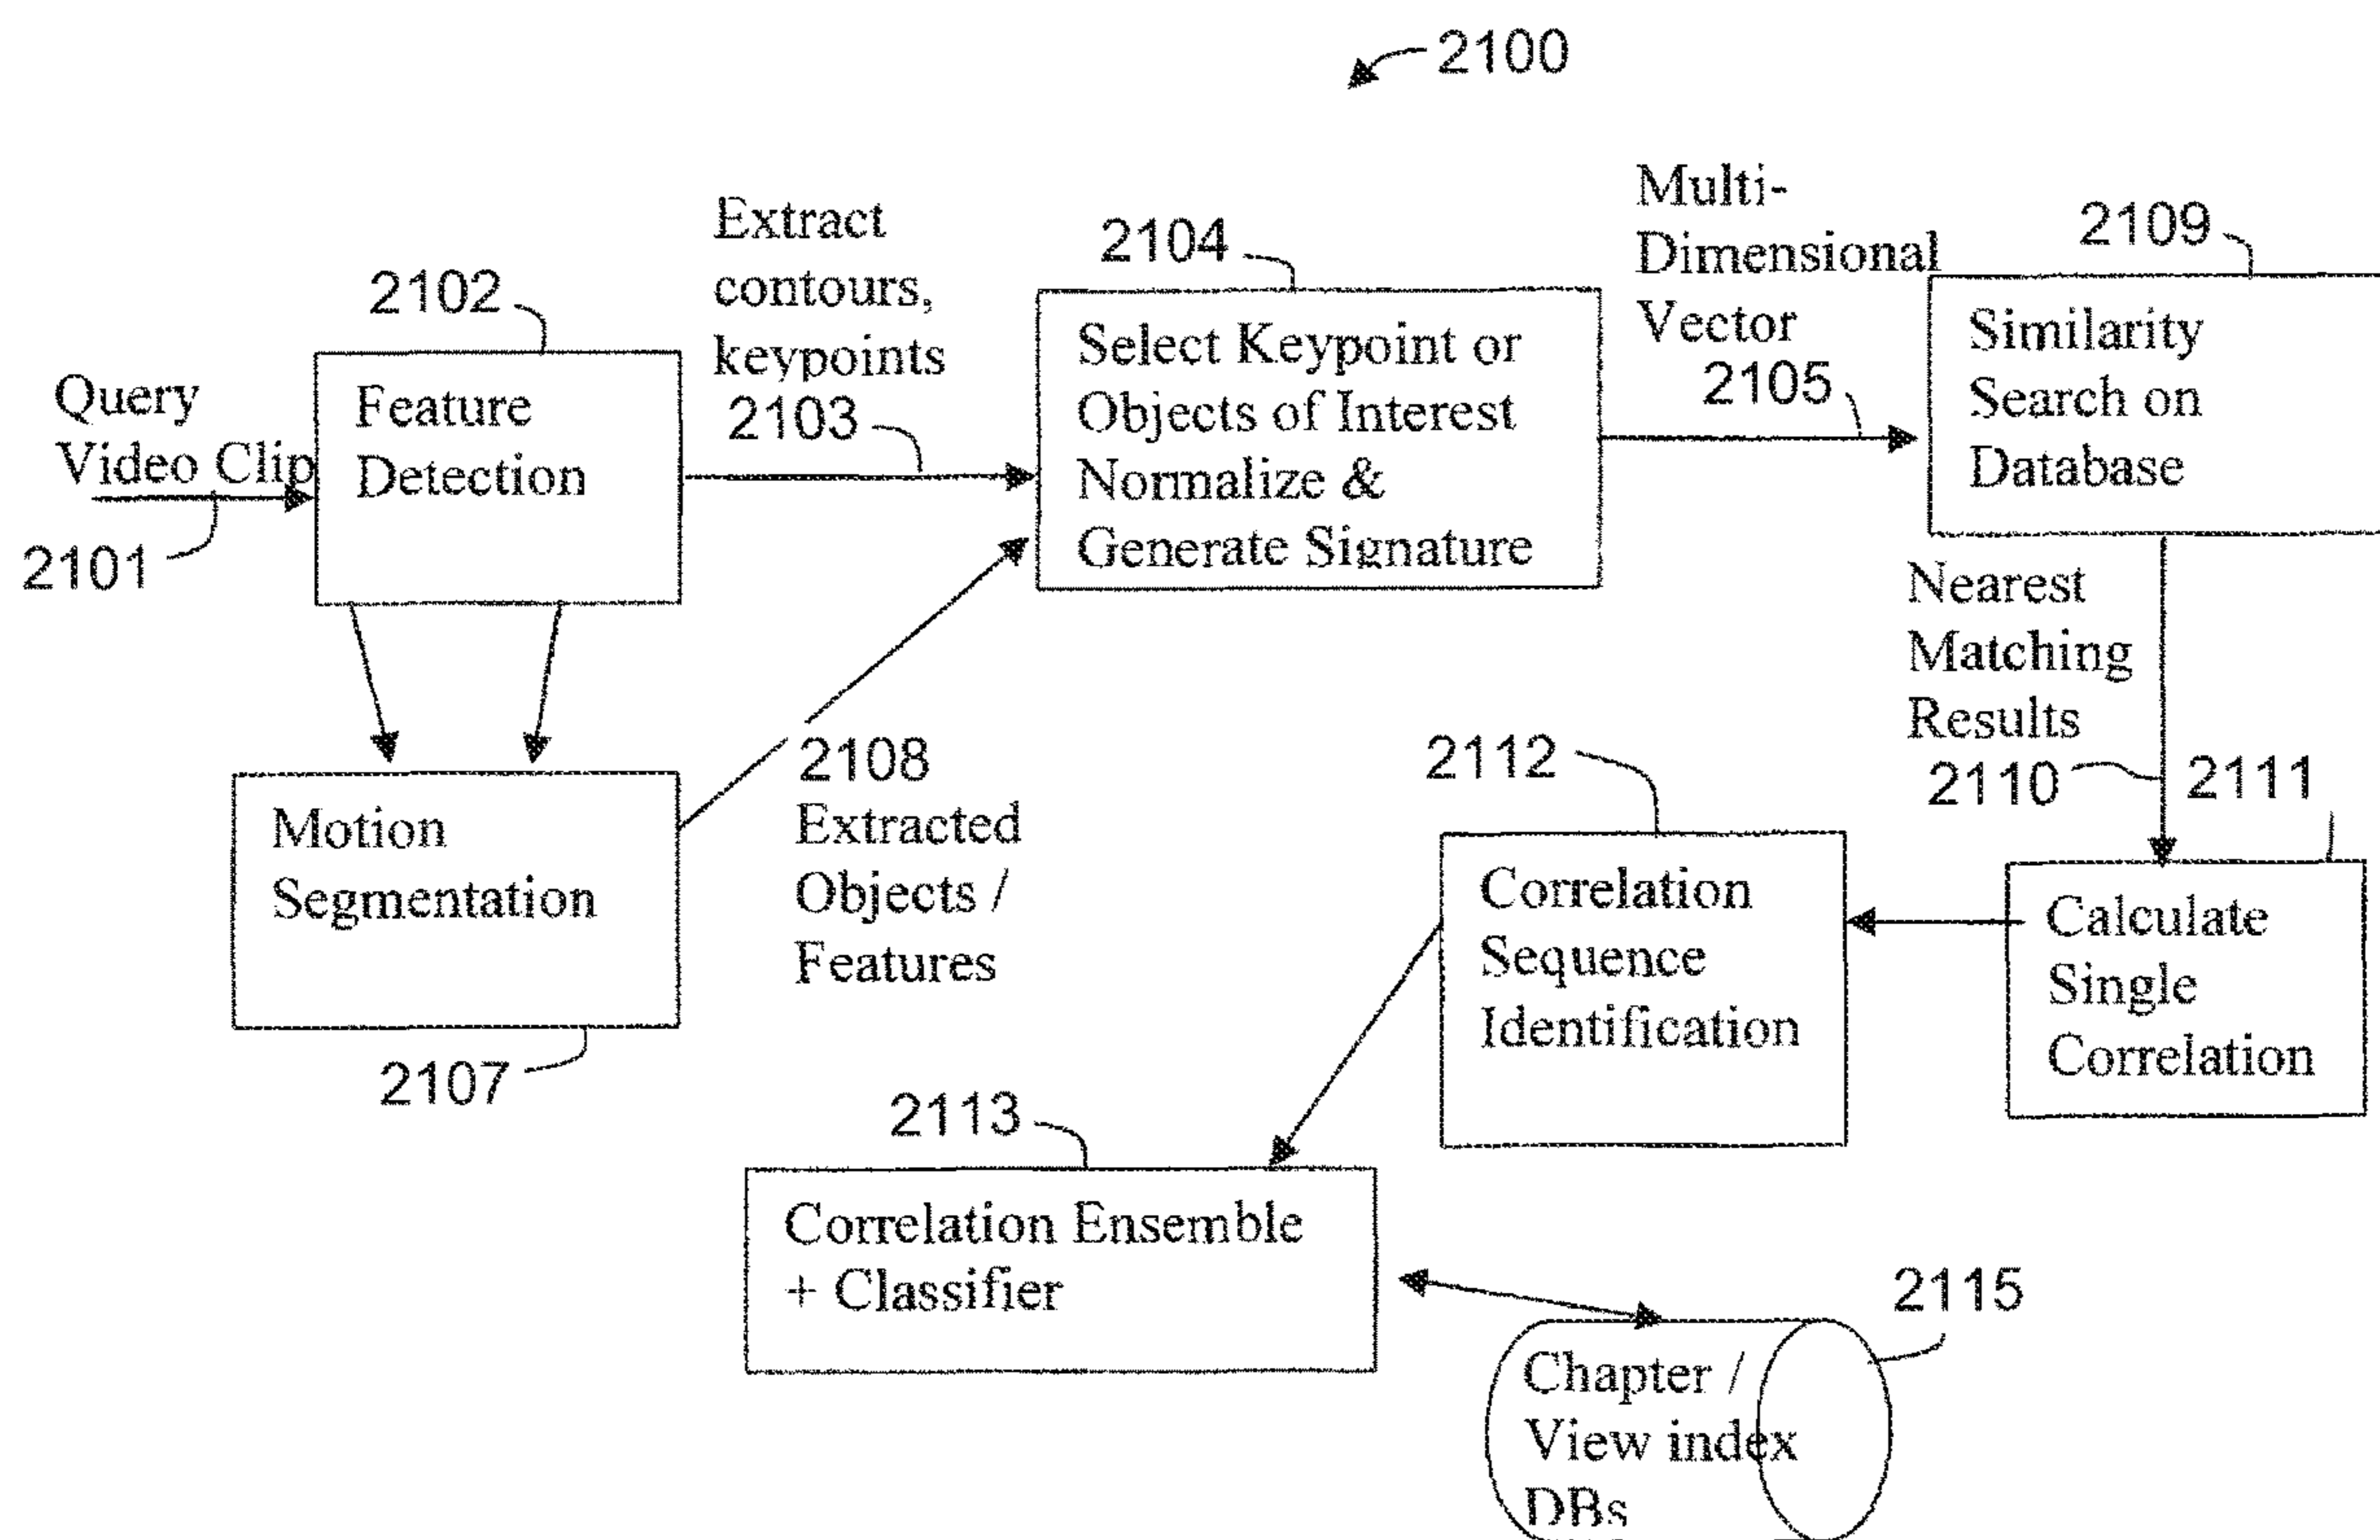 2100
Query
Video Clip
2101
2102
Feature
Detection
Extract
contours,
keypoints
2103
2104
Select Keypoint or
Objects of Interest
Normalize &
Generate Signature
Multi-
Dimensional
Vector
2105
2109
Similarity
Search on
Database
Nearest
Matching
Results
2110
2111
Calculate
Single
Correlation
2112
Correlation
Sequence
Identification
2108
Extracted
Objects /
Features
Motion
Segmentation
2107
2113
Correlation Ensemble
+ Classifier
2115
Chapter /
View index
DBs